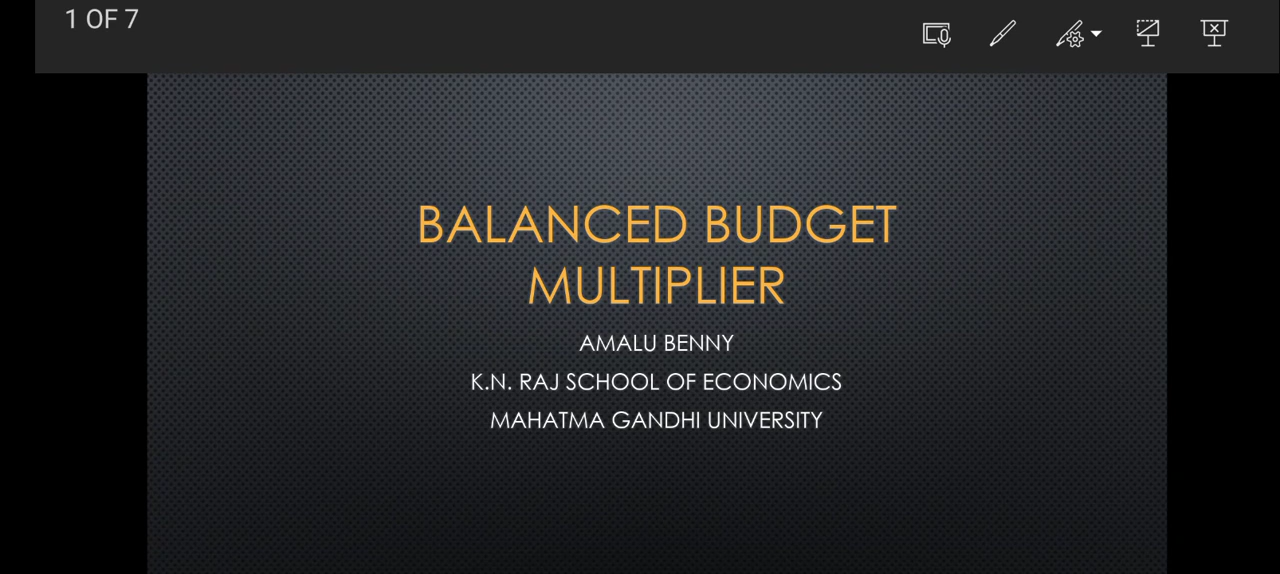 1 OF 7
BALANCED BUDGET
MULTIPLIER
AMALU BENNY
K.N. RAJ SCHOOL OF ECONOMICS
MAHATMA GANDHI UNIVERSITY